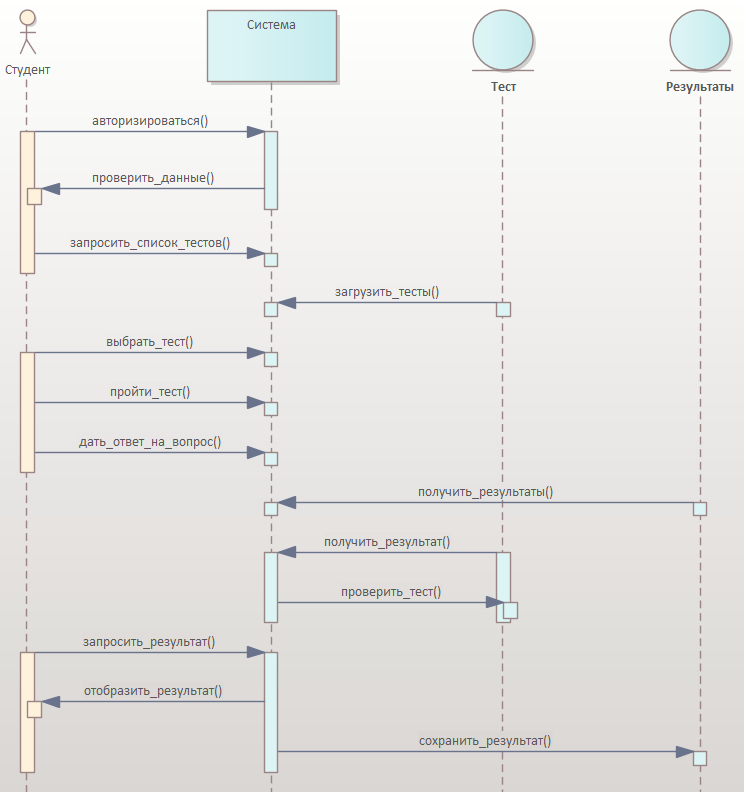 Система
Студент
Тест
Результаты
авторизироваться()
проверить_данные()
запросить_список_тестов()
загрузить_тесты()
выбрать_тест()
пройти_тест()
дать_ответ_на_вопрос()
получить_результаты()
получить_результат()
проверить_тест()
запросить_результат()
отобразить_результат()
сохранить_результат()